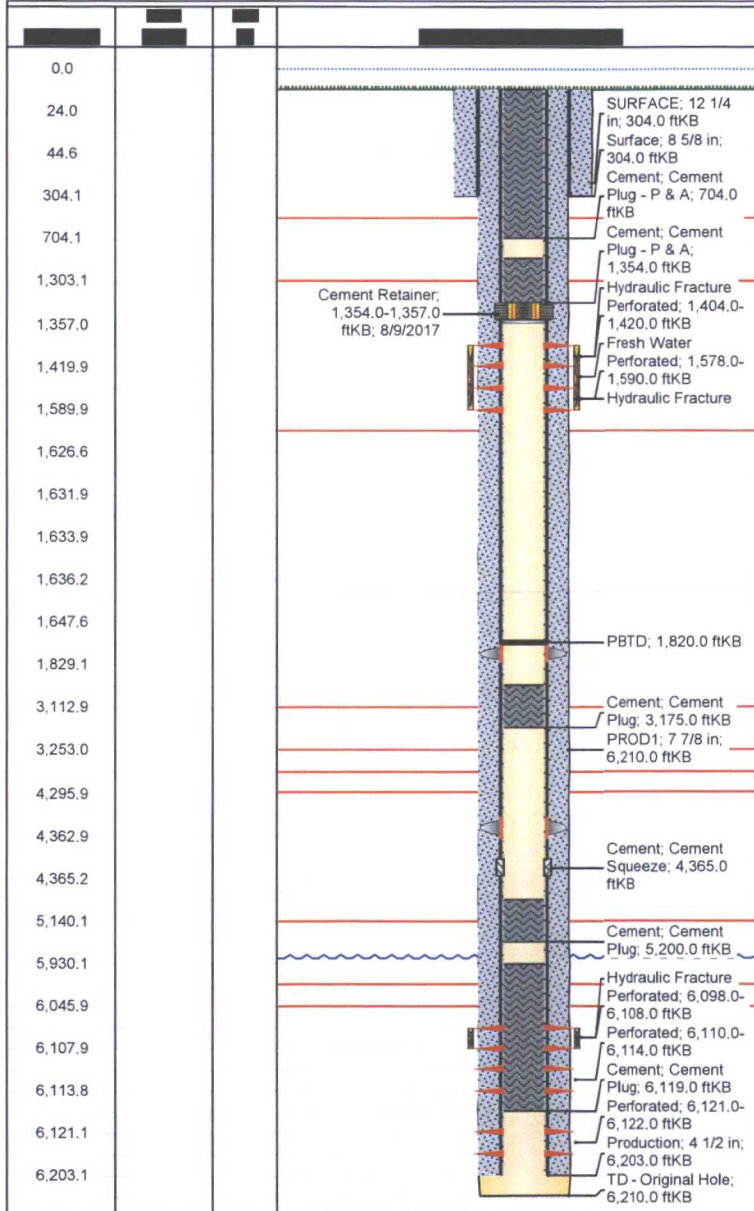 0.0
24.0
44.6
304.1
704.1
1,303.1
1,357.0
1,419.9
1,589.9
1,626.6
1,631.9
1,633.9
1,636.2
1,647.6
1,829.1
3,112.9
3,253.0
4,295.9
4,362.9
4,365.2
5,140.1
5,930.1
6,045.9
6,107.9
6,113.8
6,121.1
6,203.1
Cement Retainer;
1,354.0-1,357.0
ftKB; 8/9/2017
SURFACE; 12 1/4
in; 304.0 ftKB
Surface; 8 5/8 in;
304.0 ftKB
Cement; Cement
Plug - P & A; 704.0
ftKB
Cement; Cement
Plug - P & A;
1,354.0 ftKB
Hydraulic Fracture
Perforated; 1,404.0-
1,420.0 ftKB
Fresh Water
Perforated; 1,578.0-
1,590.0 ftKB
Hydraulic Fracture
PBTD; 1,820.0 ftKB
Cement; Cement
Plug; 3,175.0 ftKB
PROD1; 7 7/8 in;
6,210.0 ftKB
Cement; Cement
Squeeze; 4,365.0
ftKB
Cement; Cement
Plug; 5,200.0 ftKB
Hydraulic Fracture
Perforated; 6,098.0-
6,108.0 ftKB
Perforated; 6,110.0-
6,114.0 ftKB
Cement; Cement
Plug; 6,119.0 ftKB
Perforated; 6,121.0-
6,122.0 ftKB
Production; 4 1/2 in;
6,203.0 ftKB
TD - Original Hole;
6,210.0 ftKB